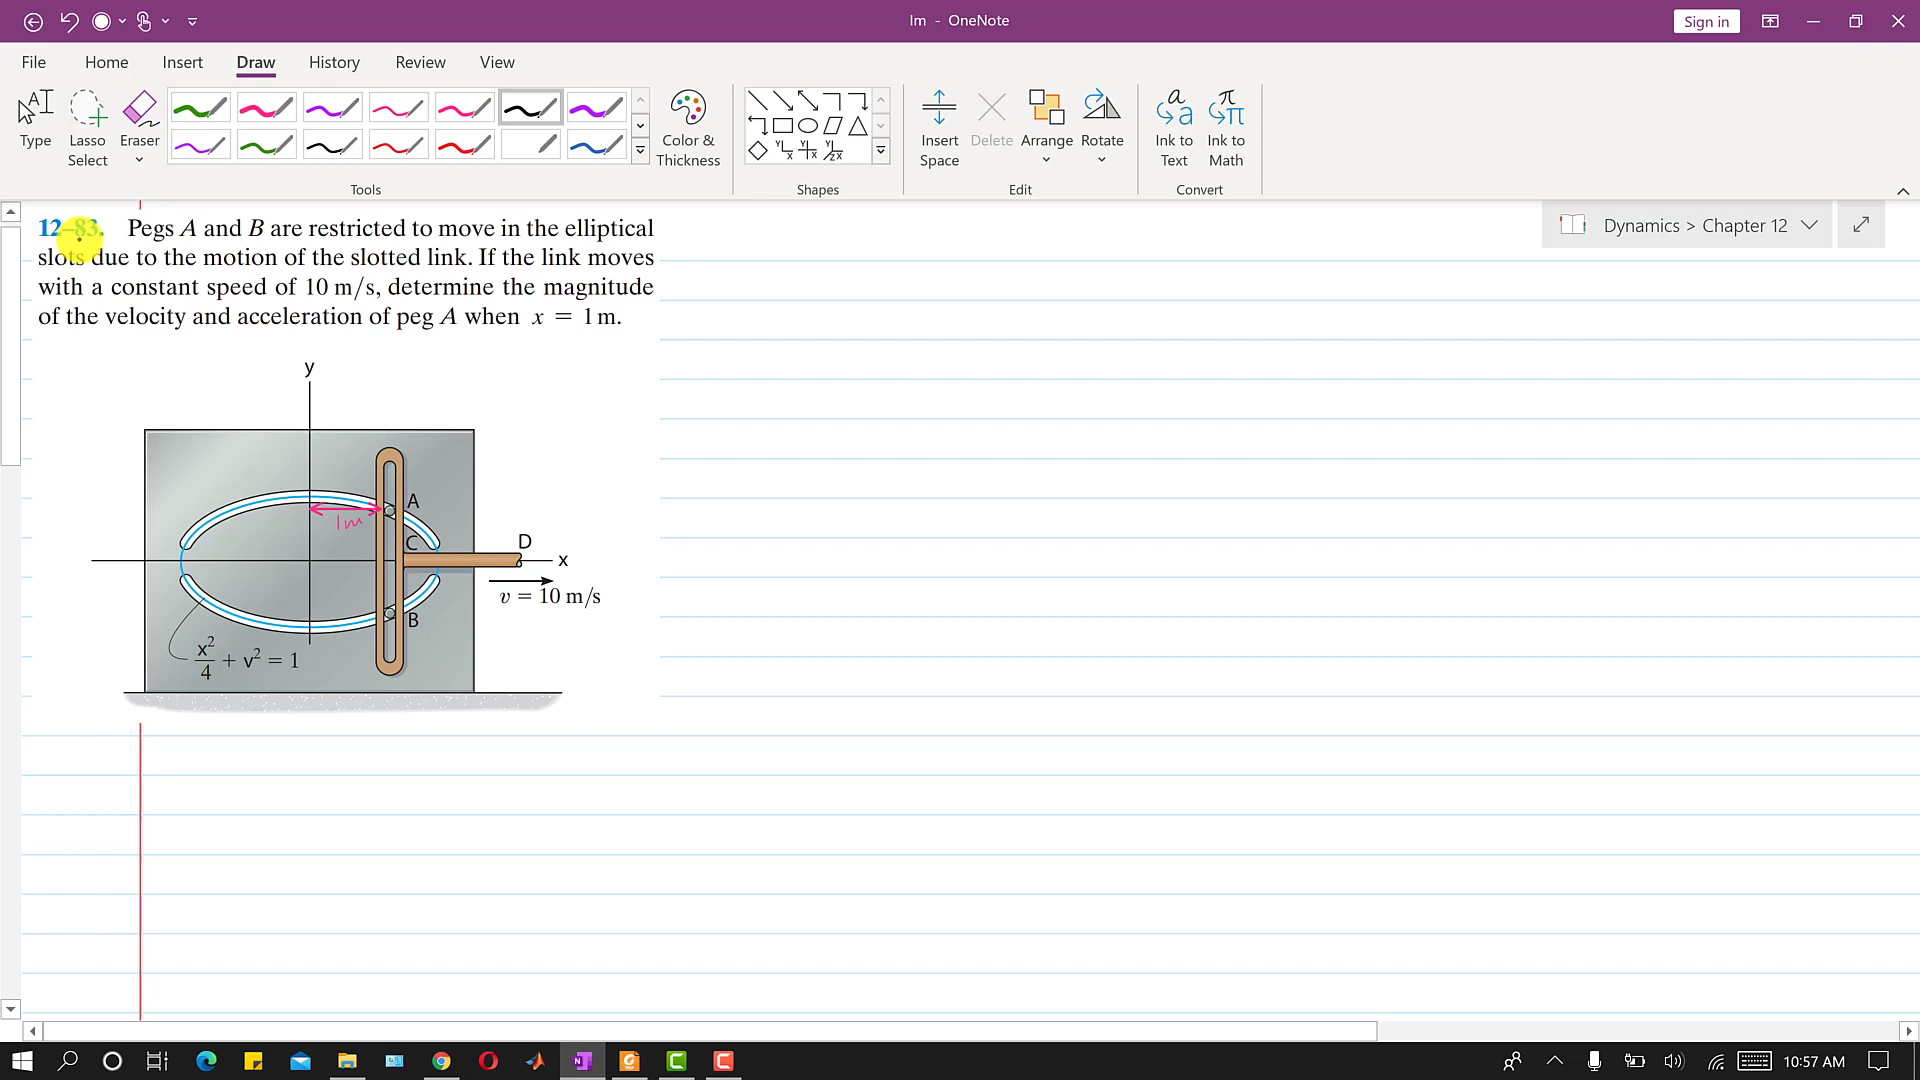 Im - OneNote
Sign in
File Home Insert Draw History Review View
Type
Lasso Select
Eraser
Color & Thickness
Insert Space
Delete
Arrange
Rotate
Ink to Text
Ink to Math
Tools
Shapes
Edit
Convert
Dynamics > Chapter 12
12–83. Pegs A and B are restricted to move in the elliptical
slots due to the motion of the slotted link. If the link moves
with a constant speed of 10 m/s, determine the magnitude
of the velocity and acceleration of peg A when x = 1 m.
y
A
1m
C
D
x
v = 10 m/s
B
x²/4 + v² = 1
10:57 AM